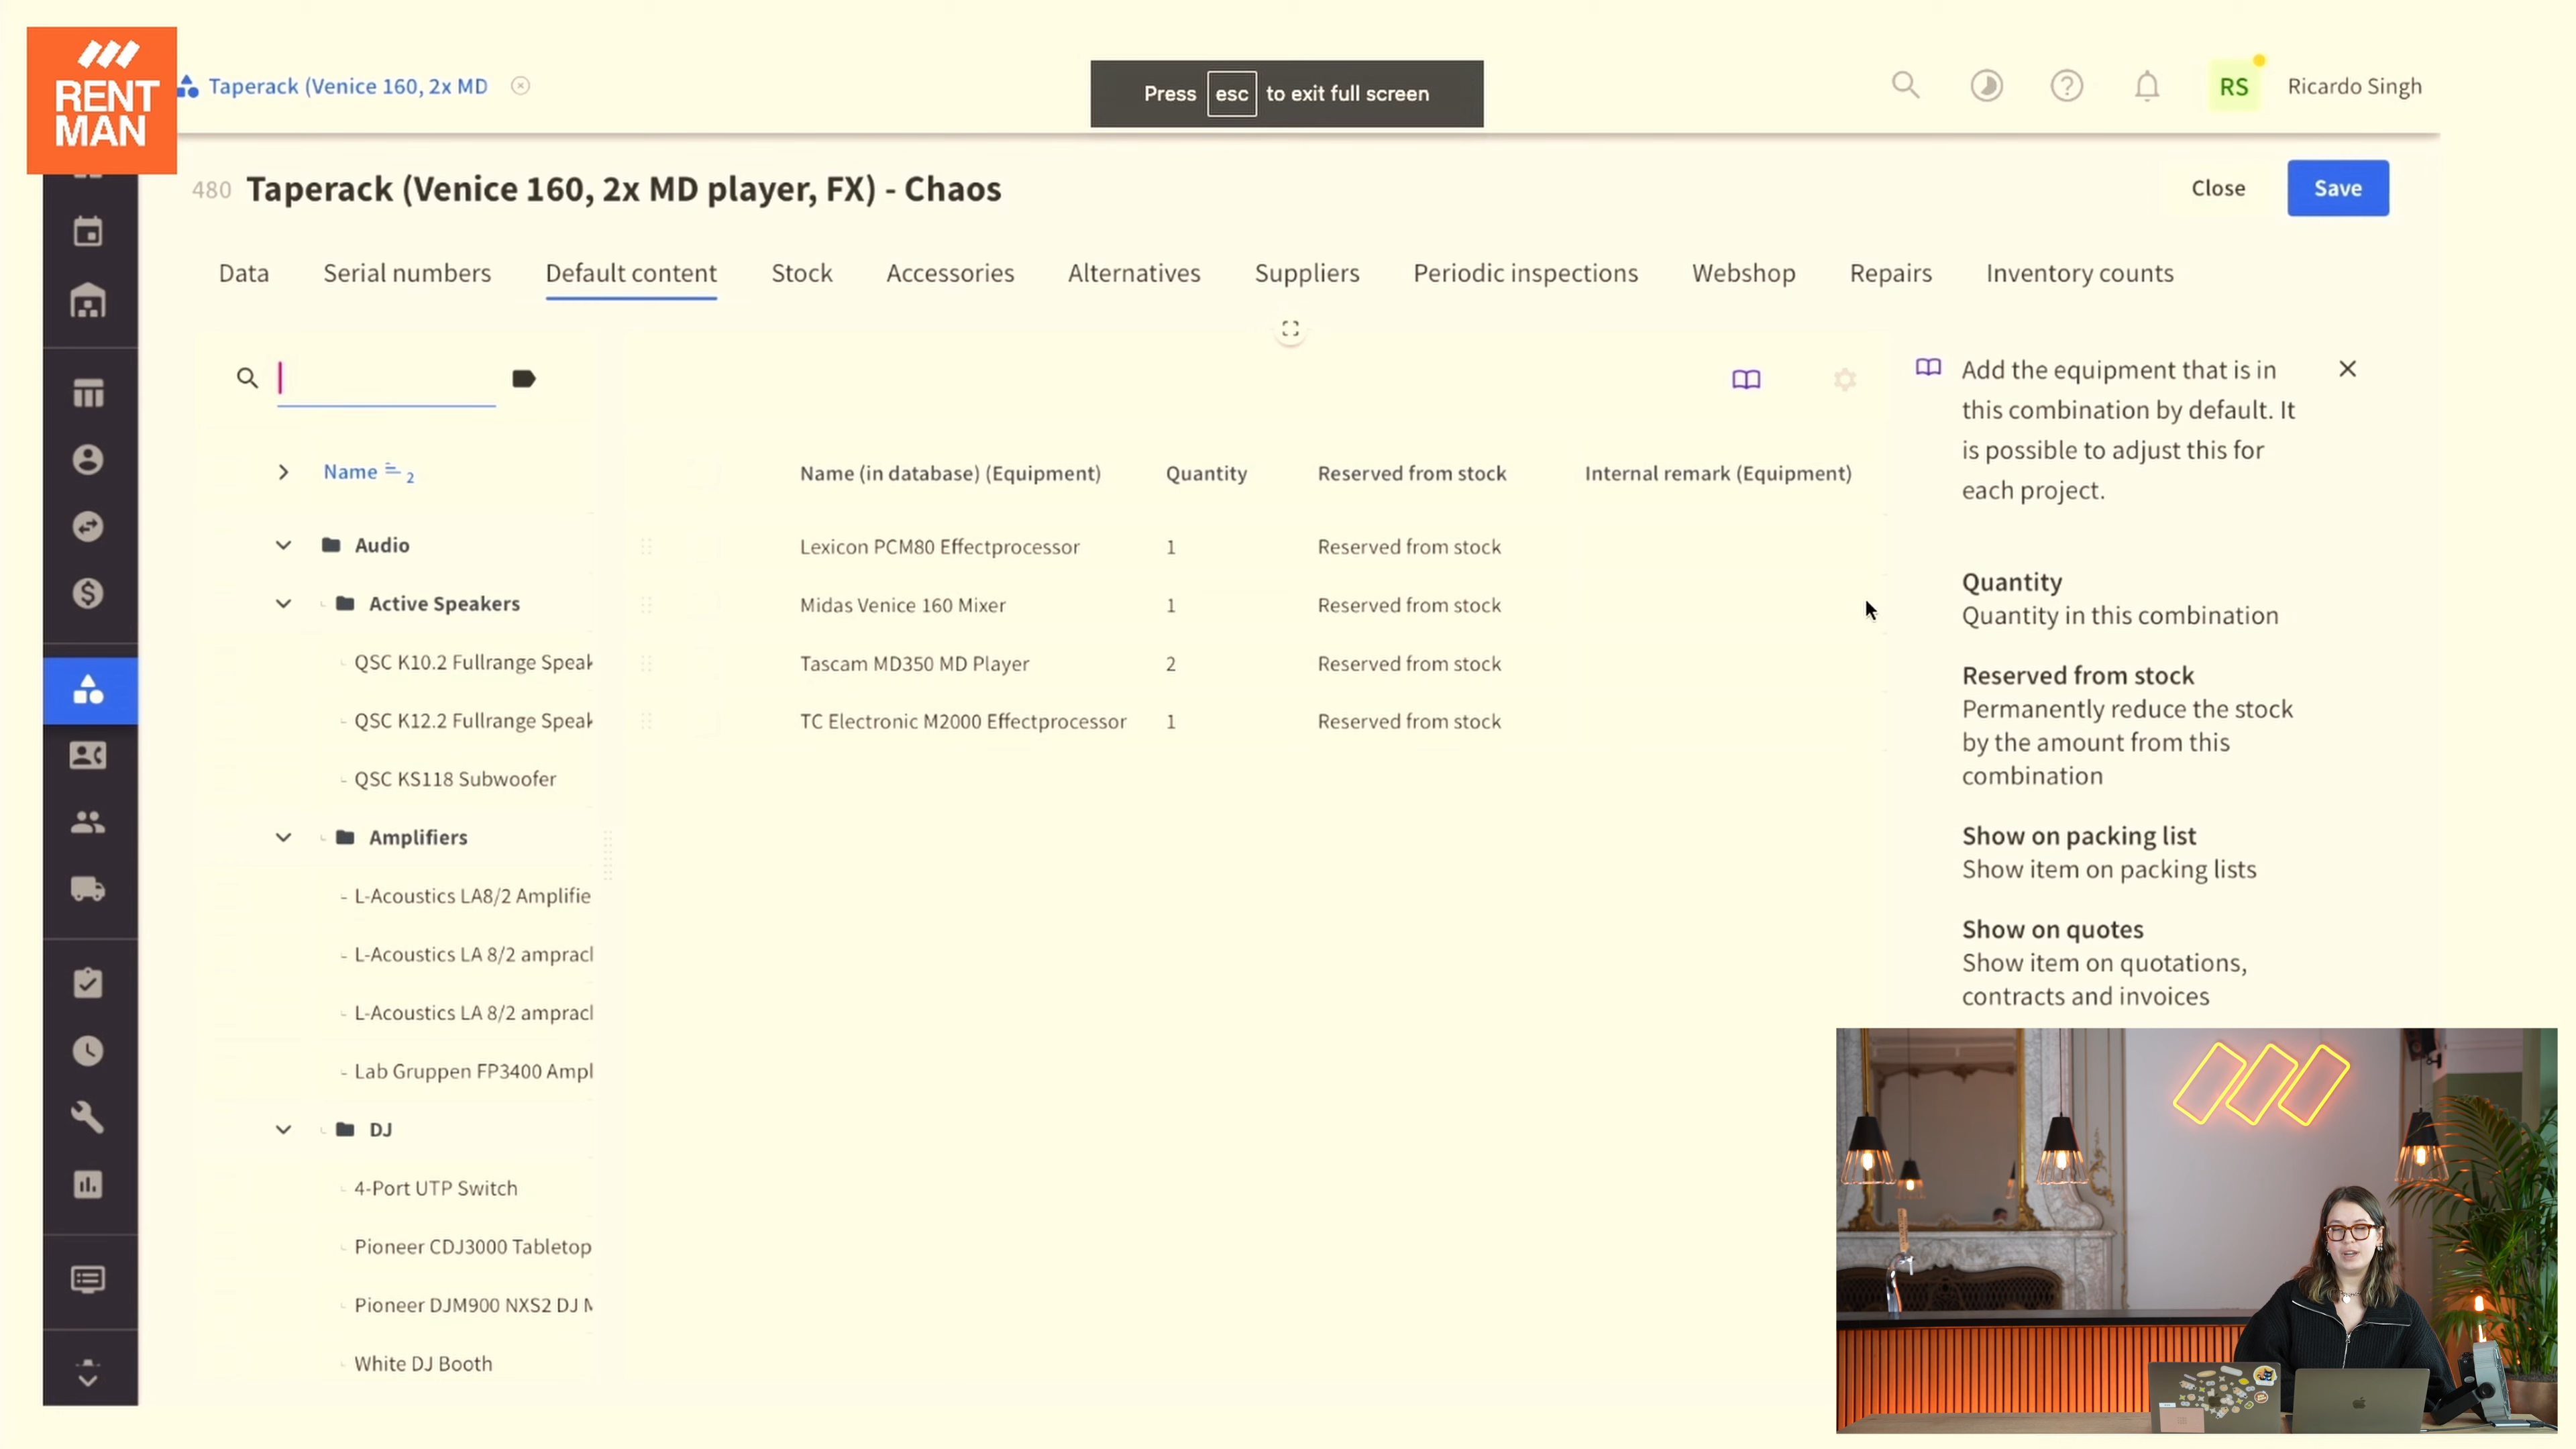 RENT
MAN
Taperack (Venice 160, 2x MD
Press esc to exit full screen
RS
Ricardo Singh
480 Taperack (Venice 160, 2x MD player, FX) - Chaos
Close
Save
Data
Serial numbers
Default content
Stock
Accessories
Alternatives
Suppliers
Periodic inspections
Webshop
Repairs
Inventory counts
Name 2
Audio
Active Speakers
QSC K10.2 Fullrange Speak
QSC K12.2 Fullrange Speak
QSC KS118 Subwoofer
Amplifiers
L-Acoustics LA8/2 Amplifie
L-Acoustics LA 8/2 amprac
L-Acoustics LA 8/2 amprac
Lab Gruppen FP3400 Ampl
DJ
4-Port UTP Switch
Pioneer CDJ3000 Tabletop
Pioneer DJM900 NXS2 DJ M
White DJ Booth
Name (in database) (Equipment) Quantity Reserved from stock Internal remark (Equipment)
Lexicon PCM80 Effectprocessor 1 Reserved from stock
Midas Venice 160 Mixer 1 Reserved from stock
Tascam MD350 MD Player 2 Reserved from stock
TC Electronic M2000 Effectprocessor 1 Reserved from stock
Add the equipment that is in
this combination by default. It
is possible to adjust this for
each project.
Quantity
Quantity in this combination
Reserved from stock
Permanently reduce the stock
by the amount from this
combination
Show on packing list
Show item on packing lists
Show on quotes
Show item on quotations,
contracts and invoices